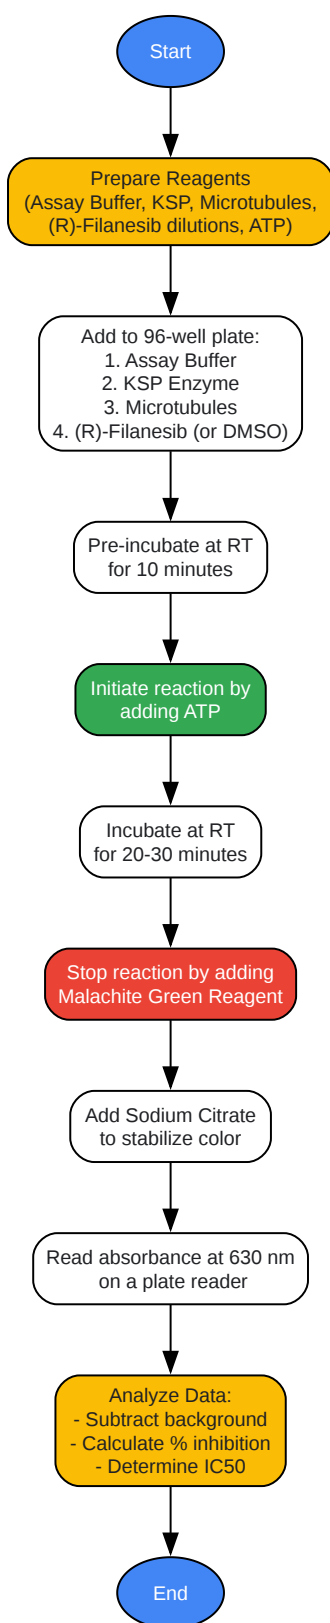 Start
Prepare Reagents
(Assay Buffer, KSP, Microtubules,
(R)-Filanesib dilutions, ATP)
Add to 96-well plate:
1. Assay Buffer
2. KSP Enzyme
3. Microtubules
4. (R)-Filanesib (or DMSO)
Pre-incubate at RT
for 10 minutes
Initiate reaction by
adding ATP
Incubate at RT
for 20-30 minutes
Stop reaction by adding
Malachite Green Reagent
Add Sodium Citrate
to stabilize color
Read absorbance at 630 nm
on a plate reader
Analyze Data:
- Subtract background
- Calculate % inhibition
- Determine IC50
End